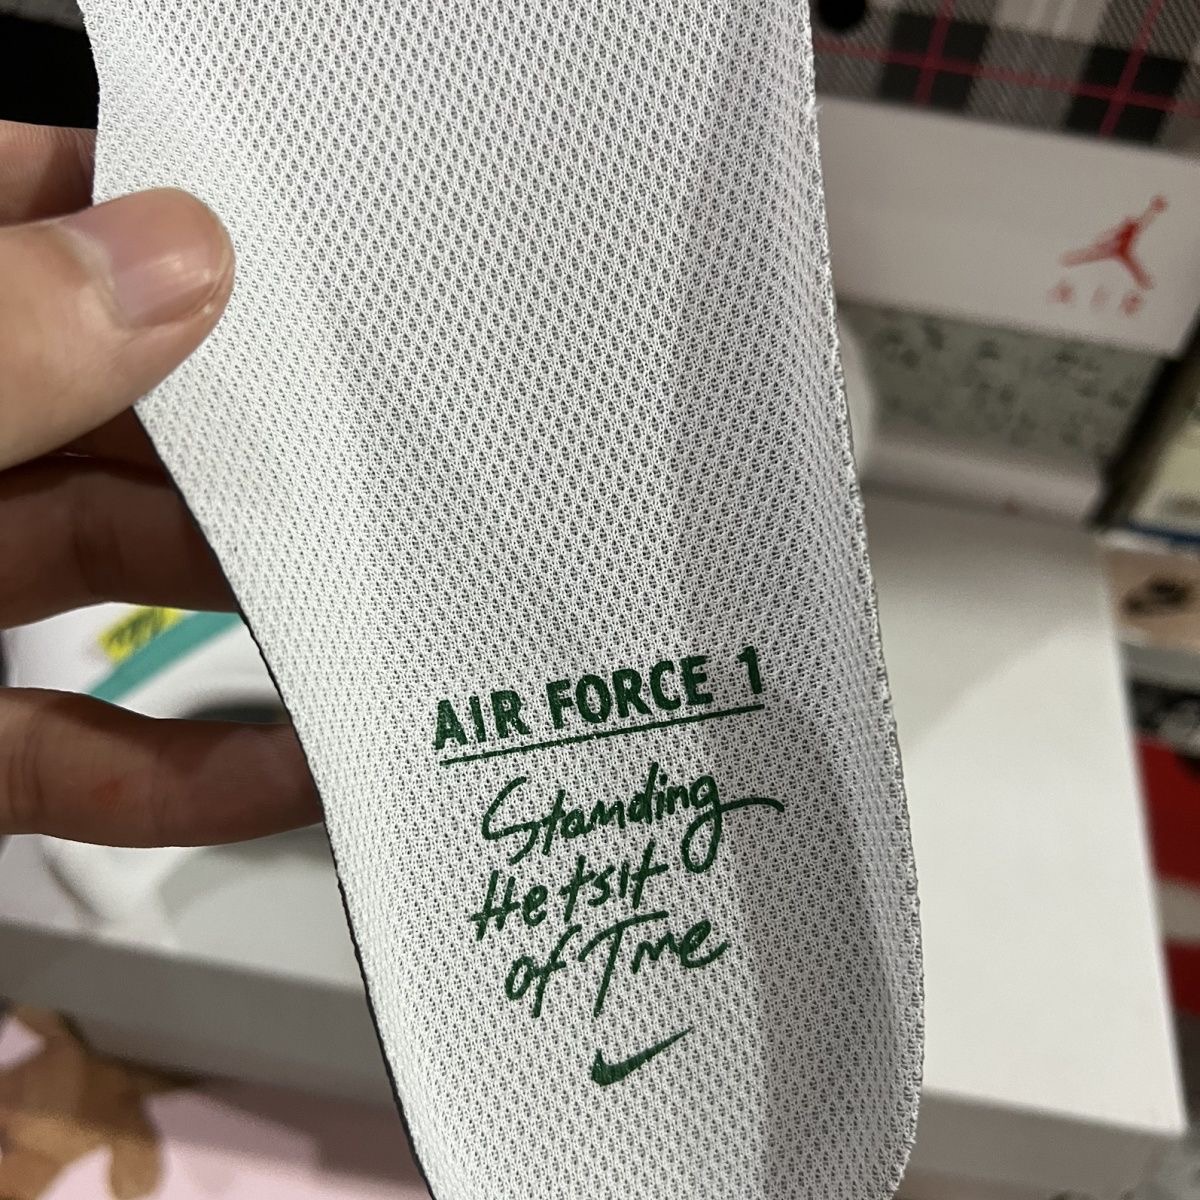 AIR FORCE 1
Standing
Hetsit
of Tme